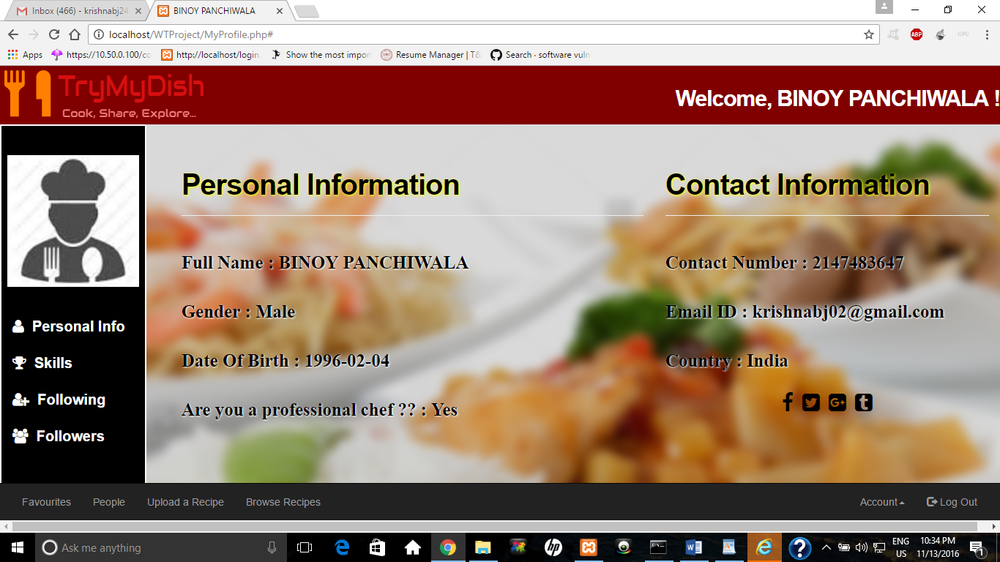 Inbox (466) - krishnabj24
BINOY PANCHIWALA
localhost/WTProject/MyProfile.php#
ABP
GPC
Apps
https://10.50.0.100/co
http://localhost/login.
Show the most impor
Resume Manager | T&
Search · software vuln
TryMyDish
Cook, Share, Explore...
Welcome, BINOY PANCHIWALA !
Personal Information
Full Name : BINOY PANCHIWALA
Gender : Male
Date Of Birth : 1996-02-04
Are you a professional chef ?? : Yes
Contact Information
Contact Number : 2147483647
Email ID : krishnabj02@gmail.com
Country : India
Personal Info
Skills
Following
Followers
Favourites
People
Upload a Recipe
Browse Recipes
Account
Log Out
Ask me anything
ENG
US
10:34 PM
11/13/2016
1